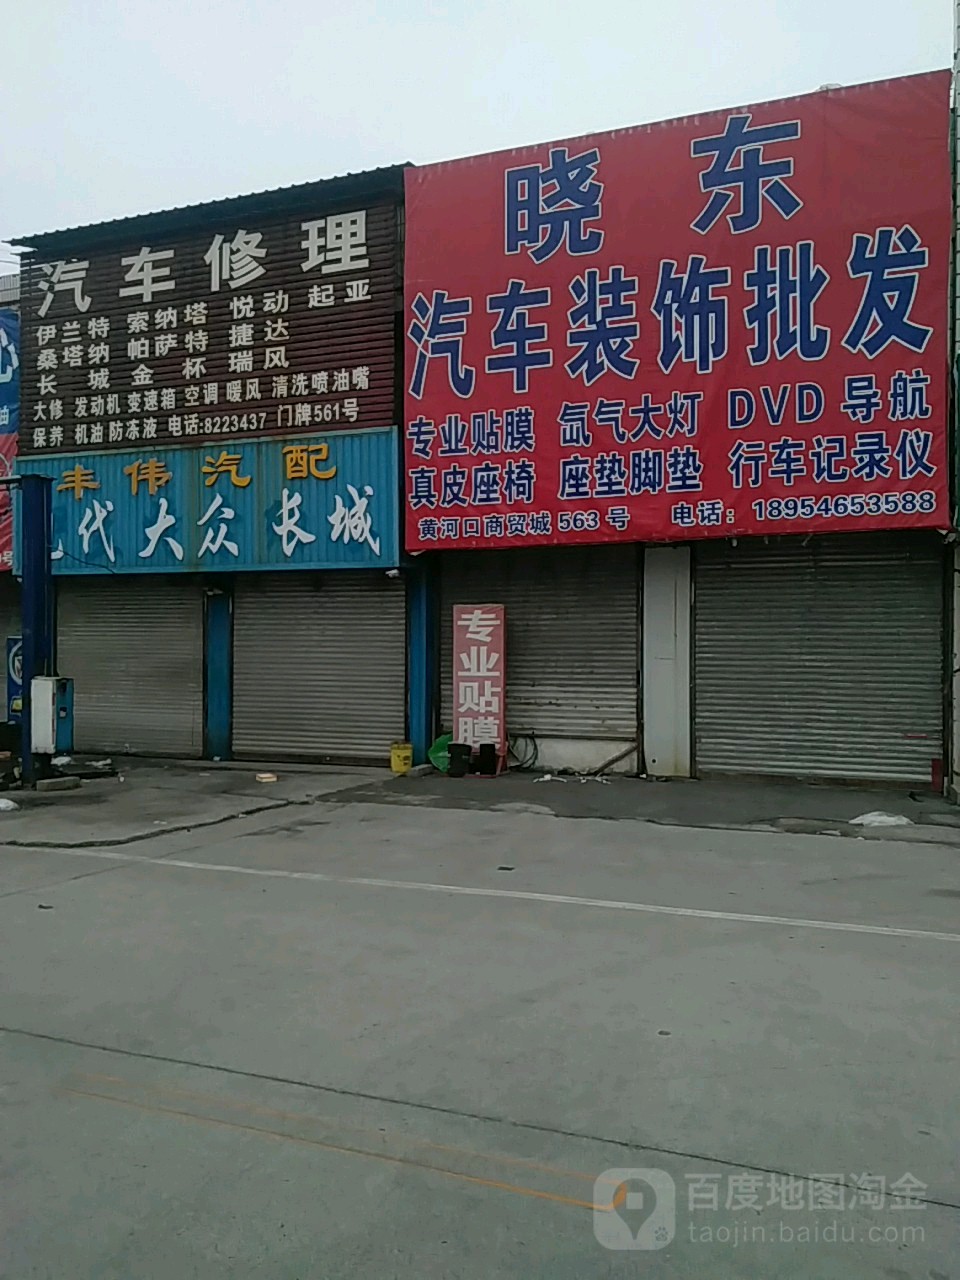 汽车修理
伊兰特 索纳塔 悦动 起亚
桑塔纳 帕萨特 捷达
长城金杯瑞风
大修 发动机 变速箱 空调 暖风 清洗喷油嘴
保养 机油 防冻液 电话:8223437 门牌561号
丰伟汽配
代 大众 长城
晓东
汽车装饰批发
专业贴膜 氙气大灯 DVD导航
真皮座椅 座垫脚垫 行车记录仪
黄河口商贸城563号 电话：18954653588
专业贴膜
百度地图淘金
taojin.baidu.com